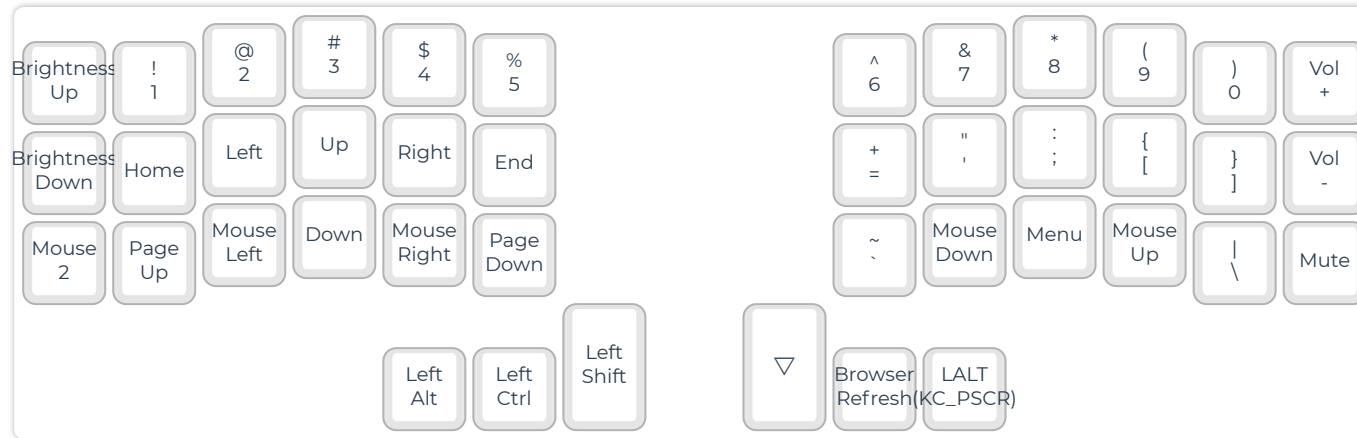 Brightness
Up
!
1
@
2
#
3
$
4
%
5
^
6
&
7
*
8
(
9
)
0
Vol
+
Brightness
Down
Home
Left
Up
Right
End
+
=
"
'
:
;
{
[
}
]
Vol
-
Mouse
2
Page
Up
Mouse
Left
Down
Mouse
Right
Page
Down
~
`
Mouse
Down
Menu
Mouse
Up
|
\
Mute
Left
Alt
Left
Ctrl
Left
Shift
▽
Browser
Refresh
LALT
(KC_PSCR)